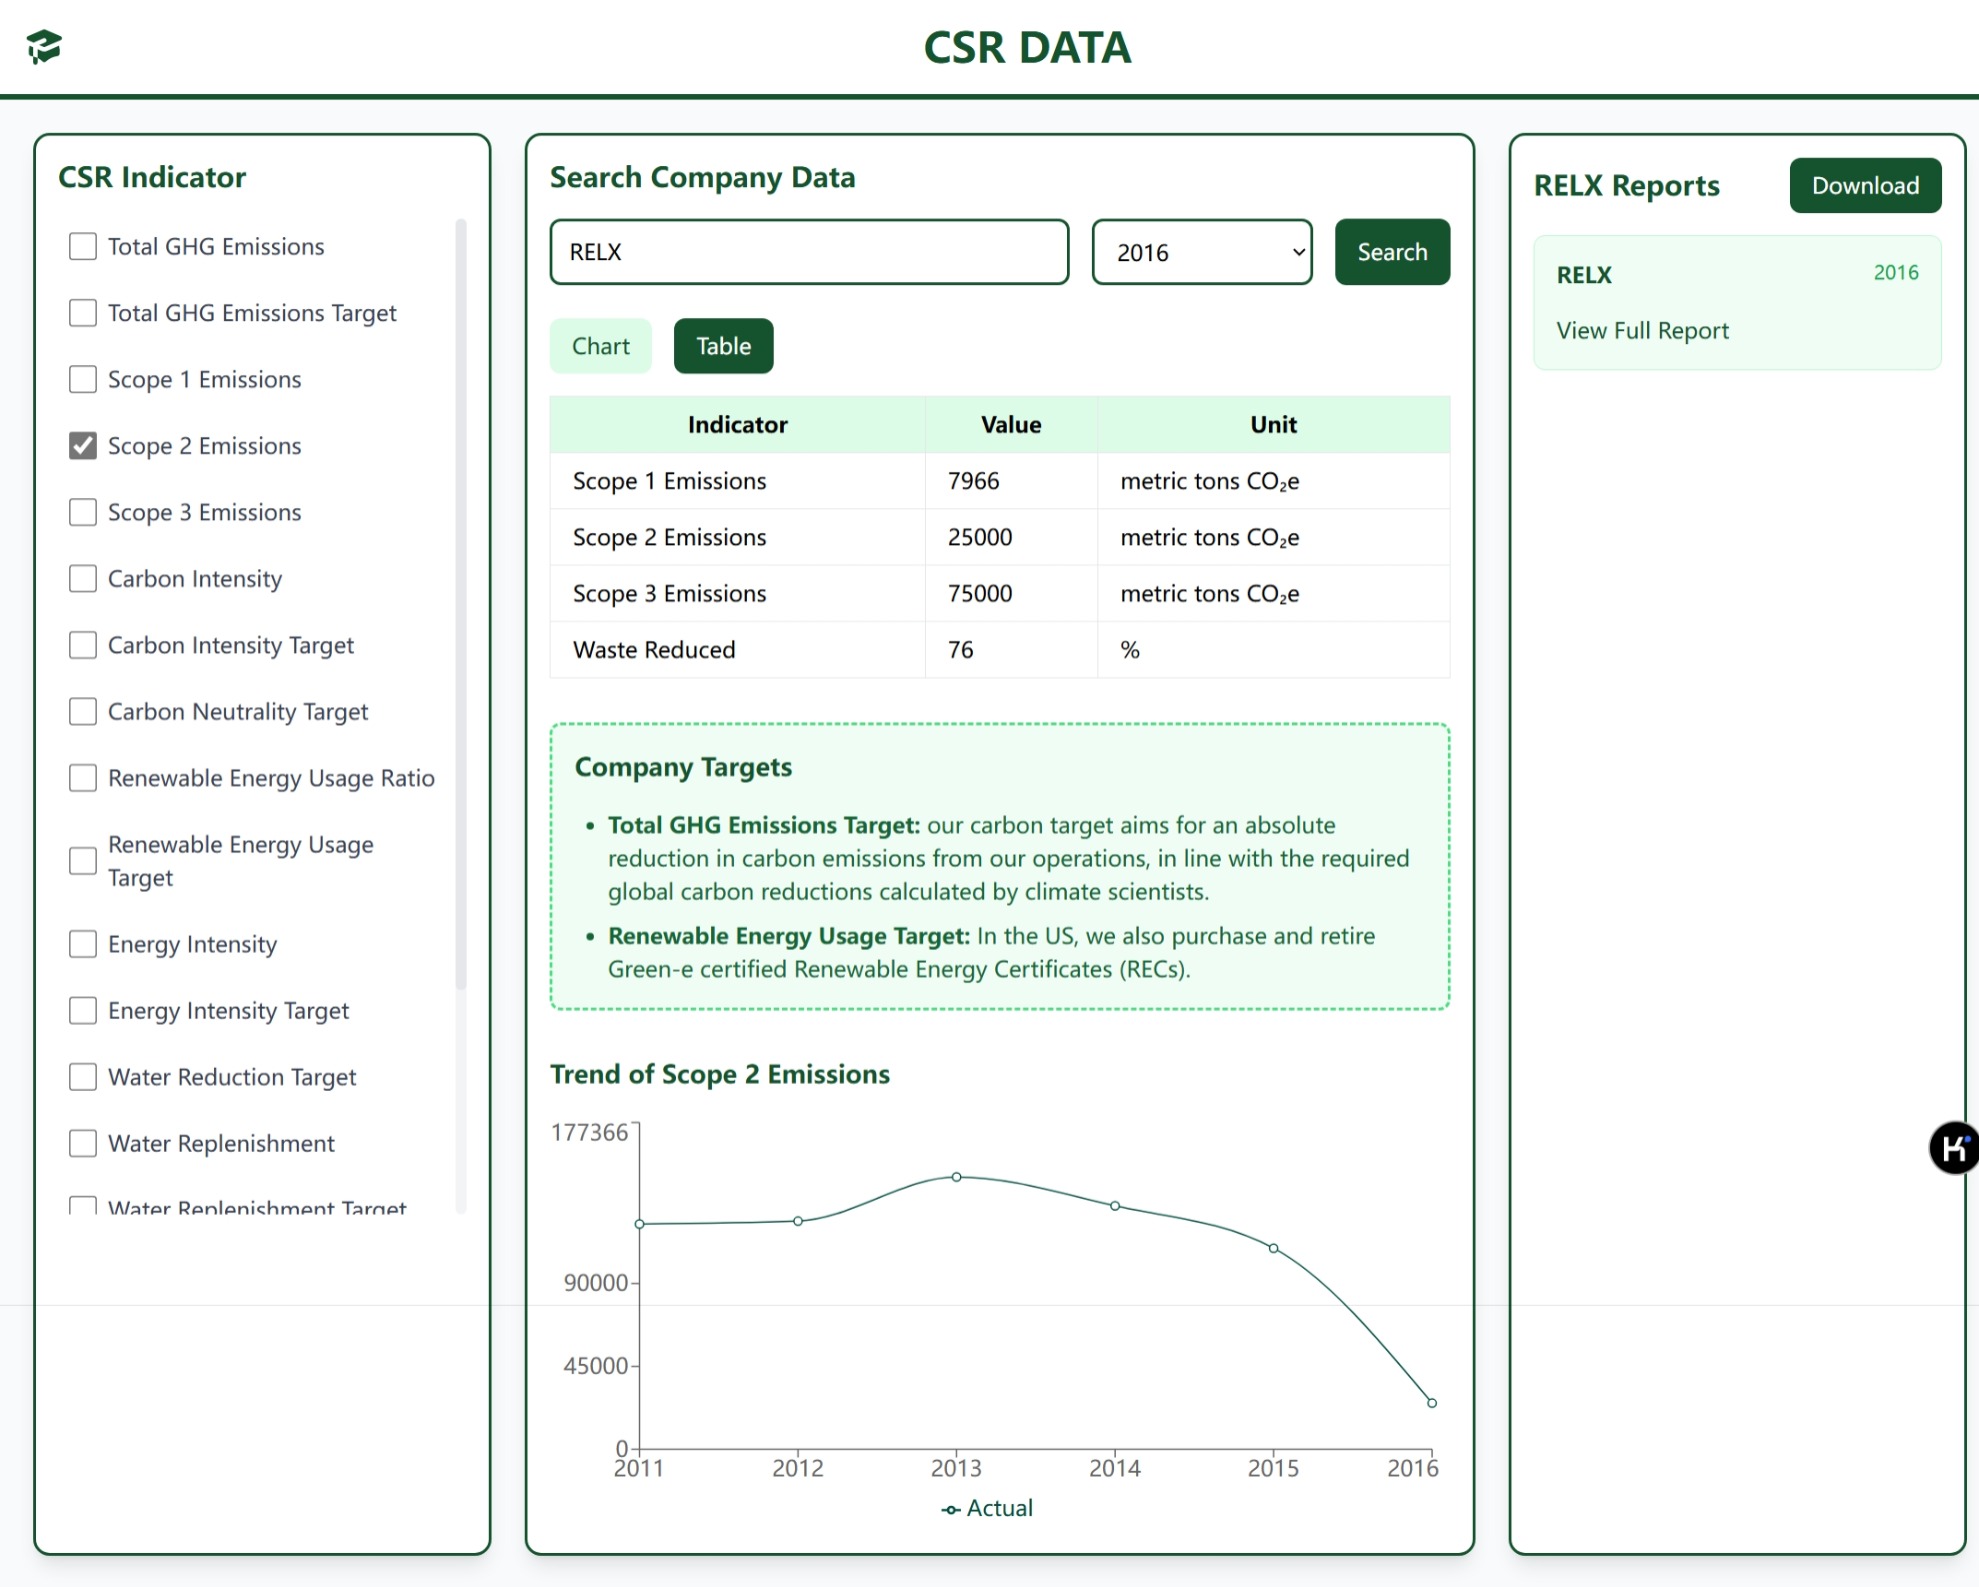 CSR DATA
CSR Indicator
Total GHG Emissions
Total GHG Emissions Target
Scope 1 Emissions
Scope 2 Emissions
Scope 3 Emissions
Carbon Intensity
Carbon Intensity Target
Carbon Neutrality Target
Renewable Energy Usage Ratio
Renewable Energy Usage
Target
Energy Intensity
Energy Intensity Target
Water Reduction Target
Water Replenishment
Water Replenishment Target
Search Company Data
RELX
2016
Search
Chart
Table
Indicator Value Unit
Scope 1 Emissions 7966 metric tons CO₂e
Scope 2 Emissions 25000 metric tons CO₂e
Scope 3 Emissions 75000 metric tons CO₂e
Waste Reduced 76 %
Company Targets
• Total GHG Emissions Target: our carbon target aims for an absolute
reduction in carbon emissions from our operations, in line with the required
global carbon reductions calculated by climate scientists.
• Renewable Energy Usage Target: In the US, we also purchase and retire
Green-e certified Renewable Energy Certificates (RECs).
Trend of Scope 2 Emissions
177366
90000
45000
0
2011 2012 2013 2014 2015 2016
Actual
RELX Reports
Download
RELX
2016
View Full Report
K